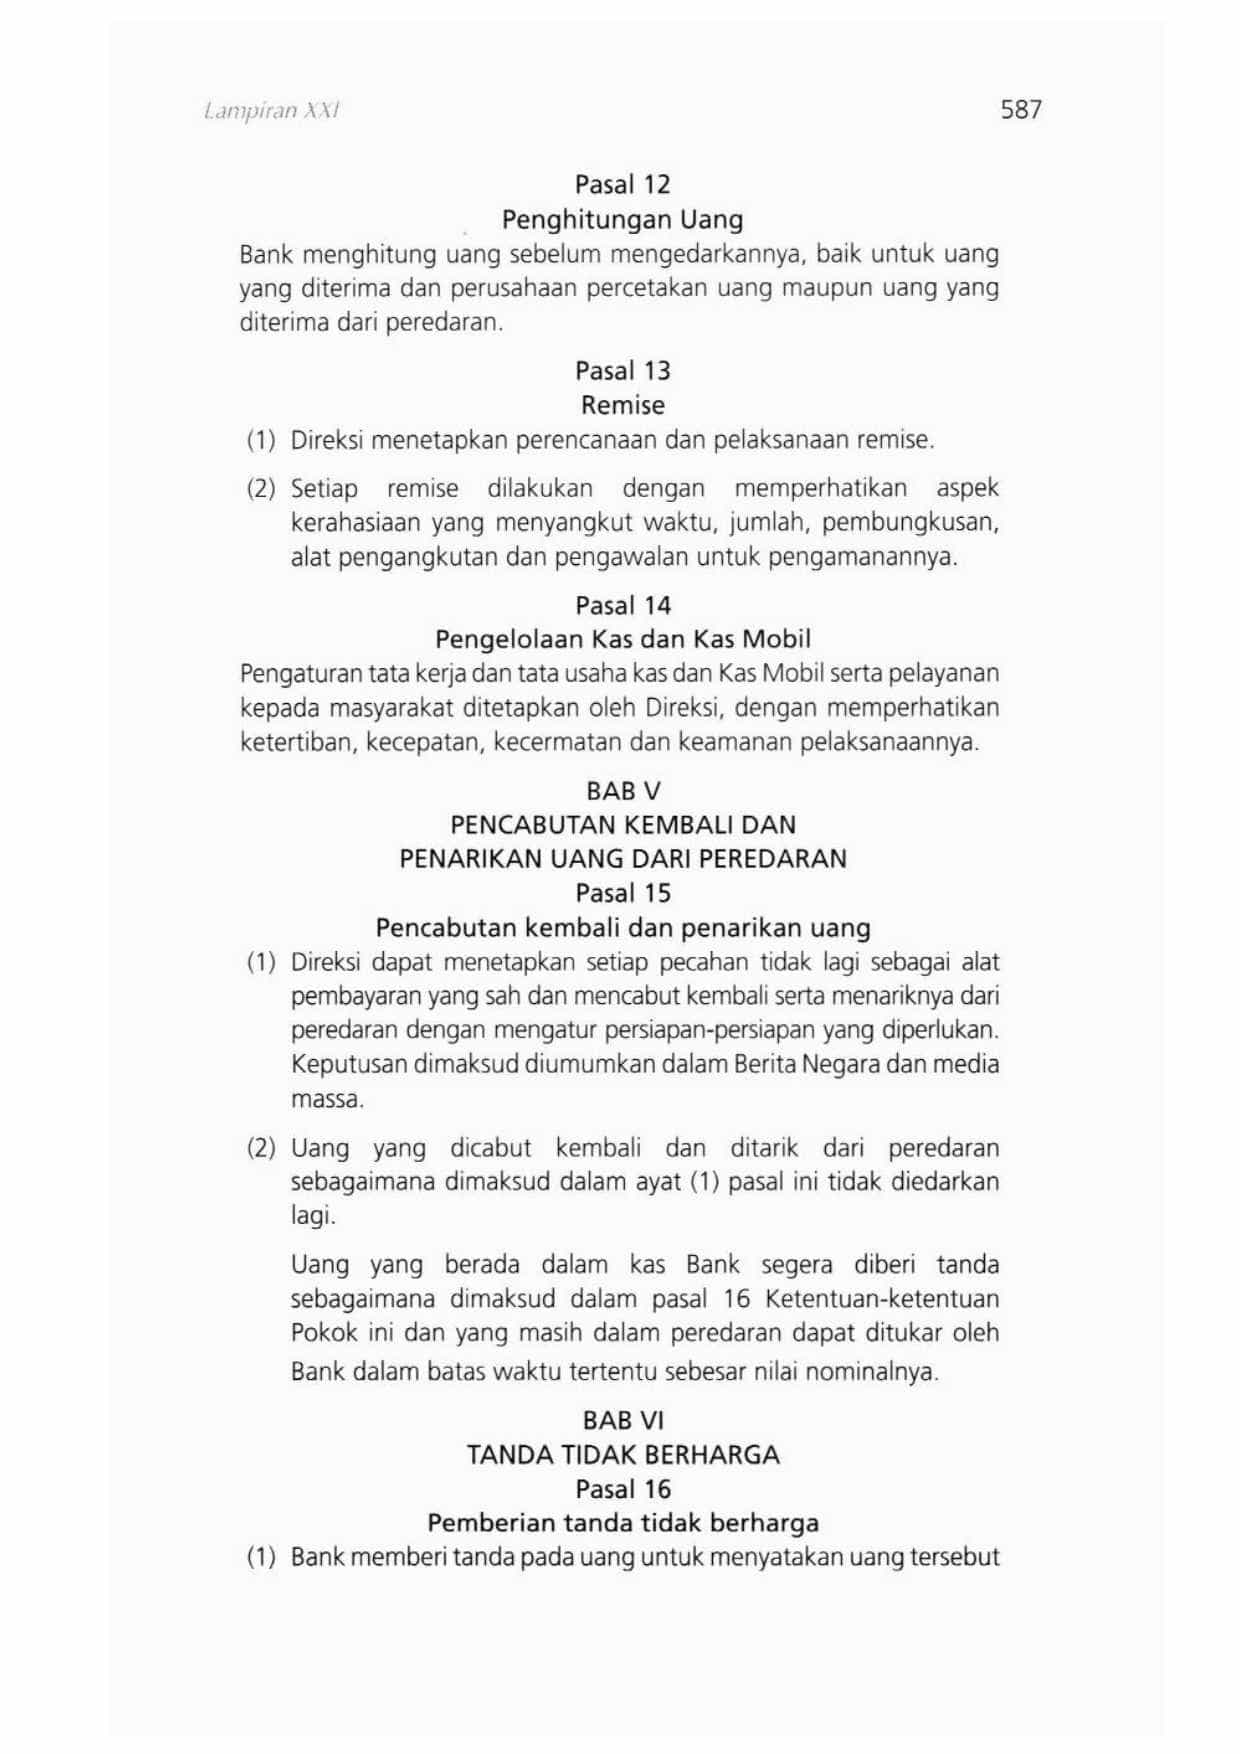 Lampiran XXI
587
Pasal 12
Penghitungan Uang
Bank menghitung uang sebelum mengedarkannya, baik untuk uang
yang diterima dan perusahaan percetakan uang maupun uang yang
diterima dari peredaran.
Pasal 13
Remise
(1) Direksi menetapkan perencanaan dan pelaksanaan remise.
(2) Setiap remise dilakukan dengan memperhatikan aspek
kerahasiaan yang menyangkut waktu, jumlah, pembungkusan,
alat pengangkutan dan pengawalan untuk pengamanannya.
Pasal 14
Pengelolaan Kas dan Kas Mobil
Pengaturan tata kerja dan tata usaha kas dan Kas Mobil serta pelayanan
kepada masyarakat ditetapkan oleh Direksi, dengan memperhatikan
ketertiban, kecepatan, kecermatan dan keamanan pelaksanaannya.
BAB V
PENCABUTAN KEMBALI DAN
PENARIKAN UANG DARI PEREDARAN
Pasal 15
Pencabutan kembali dan penarikan uang
(1) Direksi dapat menetapkan setiap pecahan tidak lagi sebagai alat
pembayaran yang sah dan mencabut kembali serta menariknya dari
peredaran dengan mengatur persiapan-persiapan yang diperlukan.
Keputusan dimaksud diumumkan dalam Berita Negara dan media
massa.
(2) Uang yang dicabut kembali dan ditarik dari peredaran
sebagaimana dimaksud dalam ayat (1) pasal ini tidak diedarkan
lagi.
Uang yang berada dalam kas Bank segera diberi tanda
sebagaimana dimaksud dalam pasal 16 Ketentuan-ketentuan
Pokok ini dan yang masih dalam peredaran dapat ditukar oleh
Bank dalam batas waktu tertentu sebesar nilai nominalnya.
BAB VI
TANDA TIDAK BERHARGA
Pasal 16
Pemberian tanda tidak berharga
(1) Bank memberi tanda pada uang untuk menyatakan uang tersebut